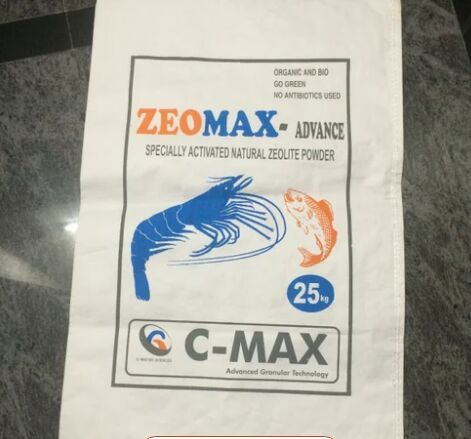 ORGANIC AND BIO
GO GREEN
NO ANTIBIOTICS USED
ZEOMAX- ADVANCE
SPECIALLY ACTIVATED NATURAL ZEOLITE POWDER
25kg
C-MAX
Advanced Granular Technology